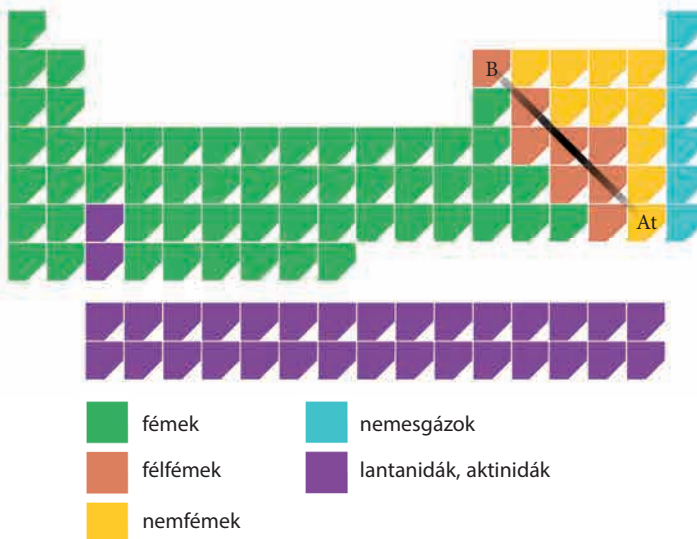 B
At
fémek
nemesgázok
félfémek
lantanidák, aktinidák
nemfémek